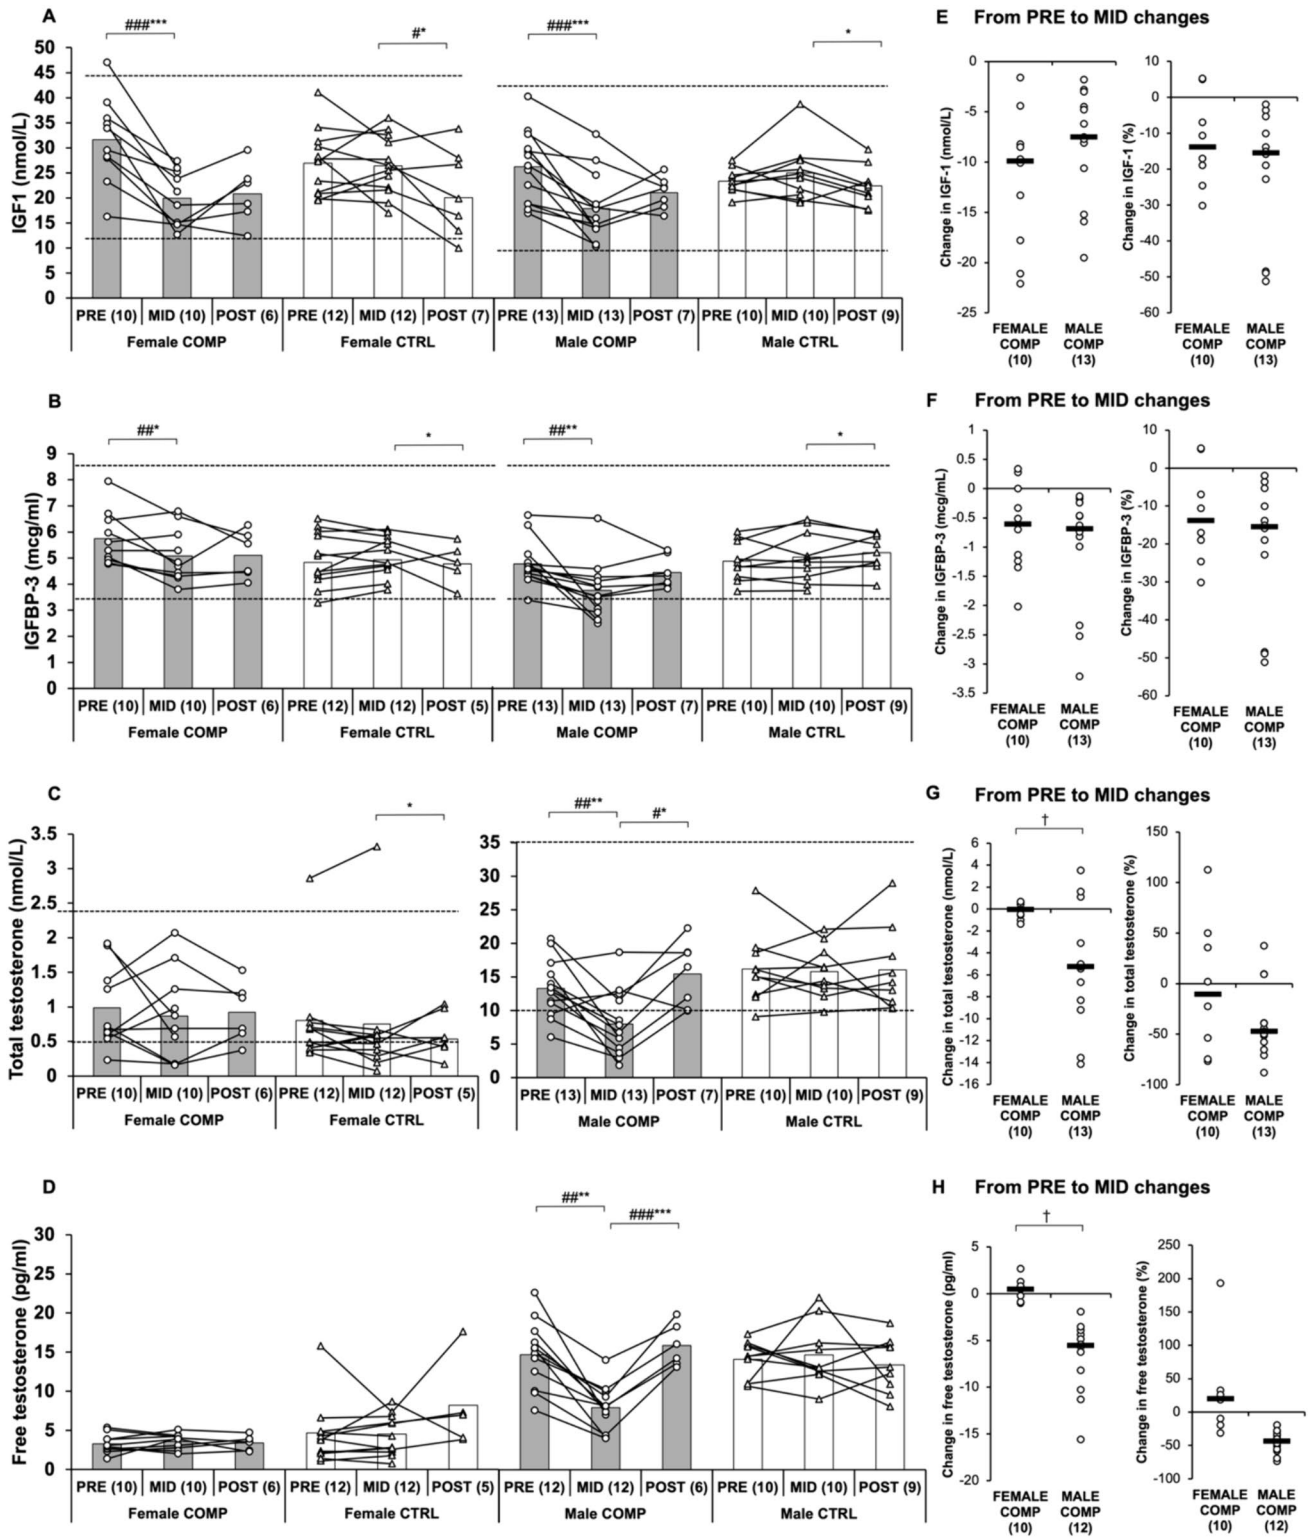 A
###*** #* ###*** *
IGF1 (nmol/L)
50
45
40
35
30
25
20
15
10
5
0
PRE (10) MID (10) POST (6) PRE (12) MID (12) POST (7) PRE (13) MID (13) POST (7) PRE (10) MID (10) POST (9)
Female COMP Female CTRL Male COMP Male CTRL
E From PRE to MID changes
Change in IGF-1 (nmol/L)
0
-5
-10
-15
-20
-25
FEMALE MALE
COMP COMP
(10) (13)
Change in IGF-1 (%)
10
0
-10
-20
-30
-40
-50
-60
FEMALE MALE
COMP COMP
(10) (13)
B
##* * ##** *
IGFBP-3 (mcg/ml)
9
8
7
6
5
4
3
2
1
0
PRE (10) MID (10) POST (6) PRE (12) MID (12) POST (5) PRE (13) MID (13) POST (7) PRE (10) MID (10) POST (9)
Female COMP Female CTRL Male COMP Male CTRL
F From PRE to MID changes
Change in IGFBP-3 (mcg/mL)
1
0.5
0
-0.5
-1
-1.5
-2
-2.5
-3
-3.5
FEMALE MALE
COMP COMP
(10) (13)
Change in IGFBP-3 (%)
10
0
-10
-20
-30
-40
-50
-60
FEMALE MALE
COMP COMP
(10) (13)
C
* ##** #*
Total testosterone (nmol/L)
3.5
3
2.5
2
1.5
1
0.5
0
PRE (10) MID (10) POST (6) PRE (12) MID (12) POST (5)
Female COMP Female CTRL
35
30
25
20
15
10
5
0
PRE (13) MID (13) POST (7) PRE (10) MID (10) POST (9)
Male COMP Male CTRL
G From PRE to MID changes
†
Change in total testosterone (nmol/L)
6
4
2
0
-2
-4
-6
-8
-10
-12
-14
-16
FEMALE MALE
COMP COMP
(10) (13)
Change in total testosterone (%)
150
100
50
0
-50
-100
FEMALE MALE
COMP COMP
(10) (13)
D
##** ###***
Free testosterone (pg/ml)
30
25
20
15
10
5
0
PRE (10) MID (10) POST (6) PRE (12) MID (12) POST (5) PRE (12) MID (12) POST (6) PRE (10) MID (10) POST (9)
Female COMP Female CTRL Male COMP Male CTRL
H From PRE to MID changes
†
Change in free testosterone (pg/ml)
5
0
-5
-10
-15
-20
FEMALE MALE
COMP COMP
(10) (12)
Change in free testosterone (%)
250
200
150
100
50
0
-50
-100
FEMALE MALE
COMP COMP
(10) (12)